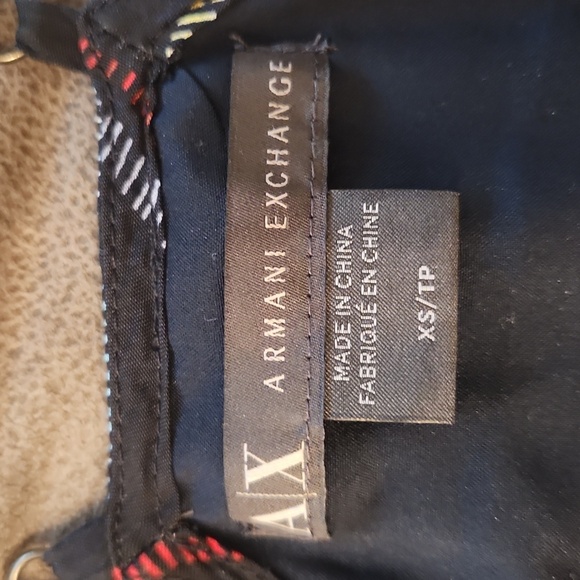 A|X ARMANI EXCHANGE
MADE IN CHINA
FABRIQUÉ EN CHINE
XS/TP